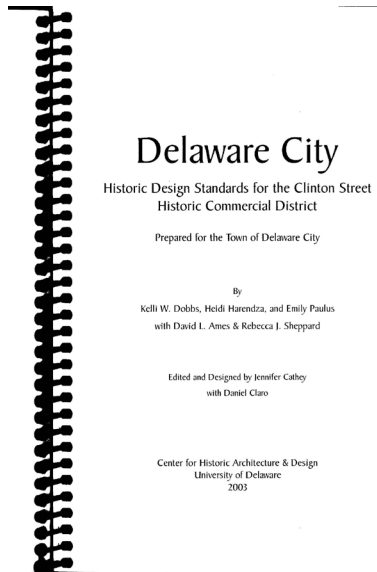 Delaware City
Historic Design Standards for the Clinton Street
Historic Commercial District
Prepared for the Town of Delaware City
By
Kelli W. Dobbs, Heidi Harendza, and Emily Paulus
with David L. Ames & Rebecca J. Sheppard
Edited and Designed by Jennifer Cathey
with Daniel Claro
Center for Historic Architecture & Design
University of Delaware
2003